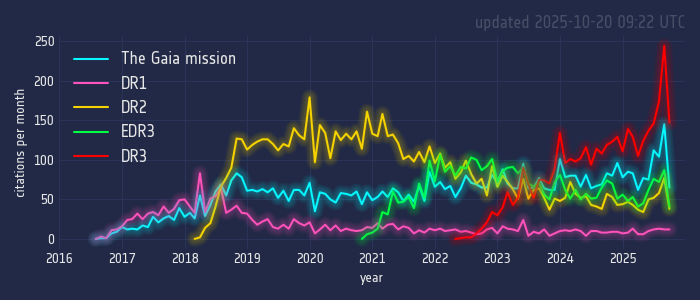 updated 2025-10-20 09:22 UTC
250
200
150
100
50
0
citations per month
The Gaia mission
DR1
DR2
EDR3
DR3
2016 2017 2018 2019 2020 2021 2022 2023 2024 2025
year